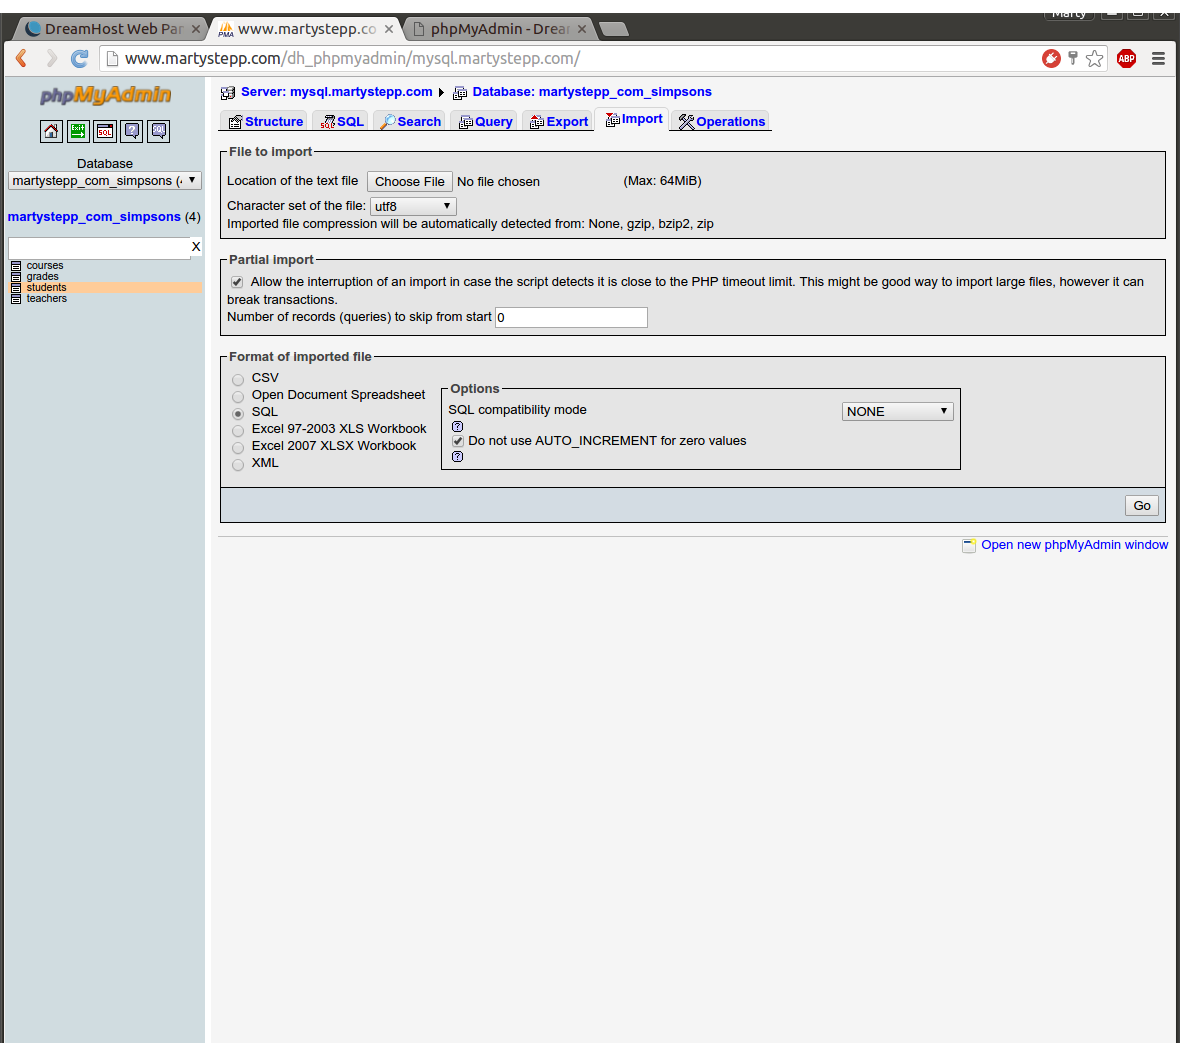 Marty
DreamHost Web Par × www.martystepp.co × phpMyAdmin - Drear ×
www.martystepp.com/dh_phpmyadmin/mysql.martystepp.com/ ABP
phpMyAdmin
Exit SQL ? SQL
Database
martystepp_com_simpsons (
martystepp_com_simpsons (4)
X
courses
grades
students
teachers
Server: mysql.martystepp.com Database: martystepp_com_simpsons
Structure SQL Search Query Export Import Operations
File to import
Location of the text file Choose File No file chosen (Max: 64MiB)
Character set of the file: utf8
Imported file compression will be automatically detected from: None, gzip, bzip2, zip
Partial import
Allow the interruption of an import in case the script detects it is close to the PHP timeout limit. This might be good way to import large files, however it can
break transactions.
Number of records (queries) to skip from start 0
Format of imported file
CSV
Open Document Spreadsheet
SQL
Excel 97-2003 XLS Workbook
Excel 2007 XLSX Workbook
XML
Options
SQL compatibility mode NONE
?
Do not use AUTO_INCREMENT for zero values
?
Go
Open new phpMyAdmin window